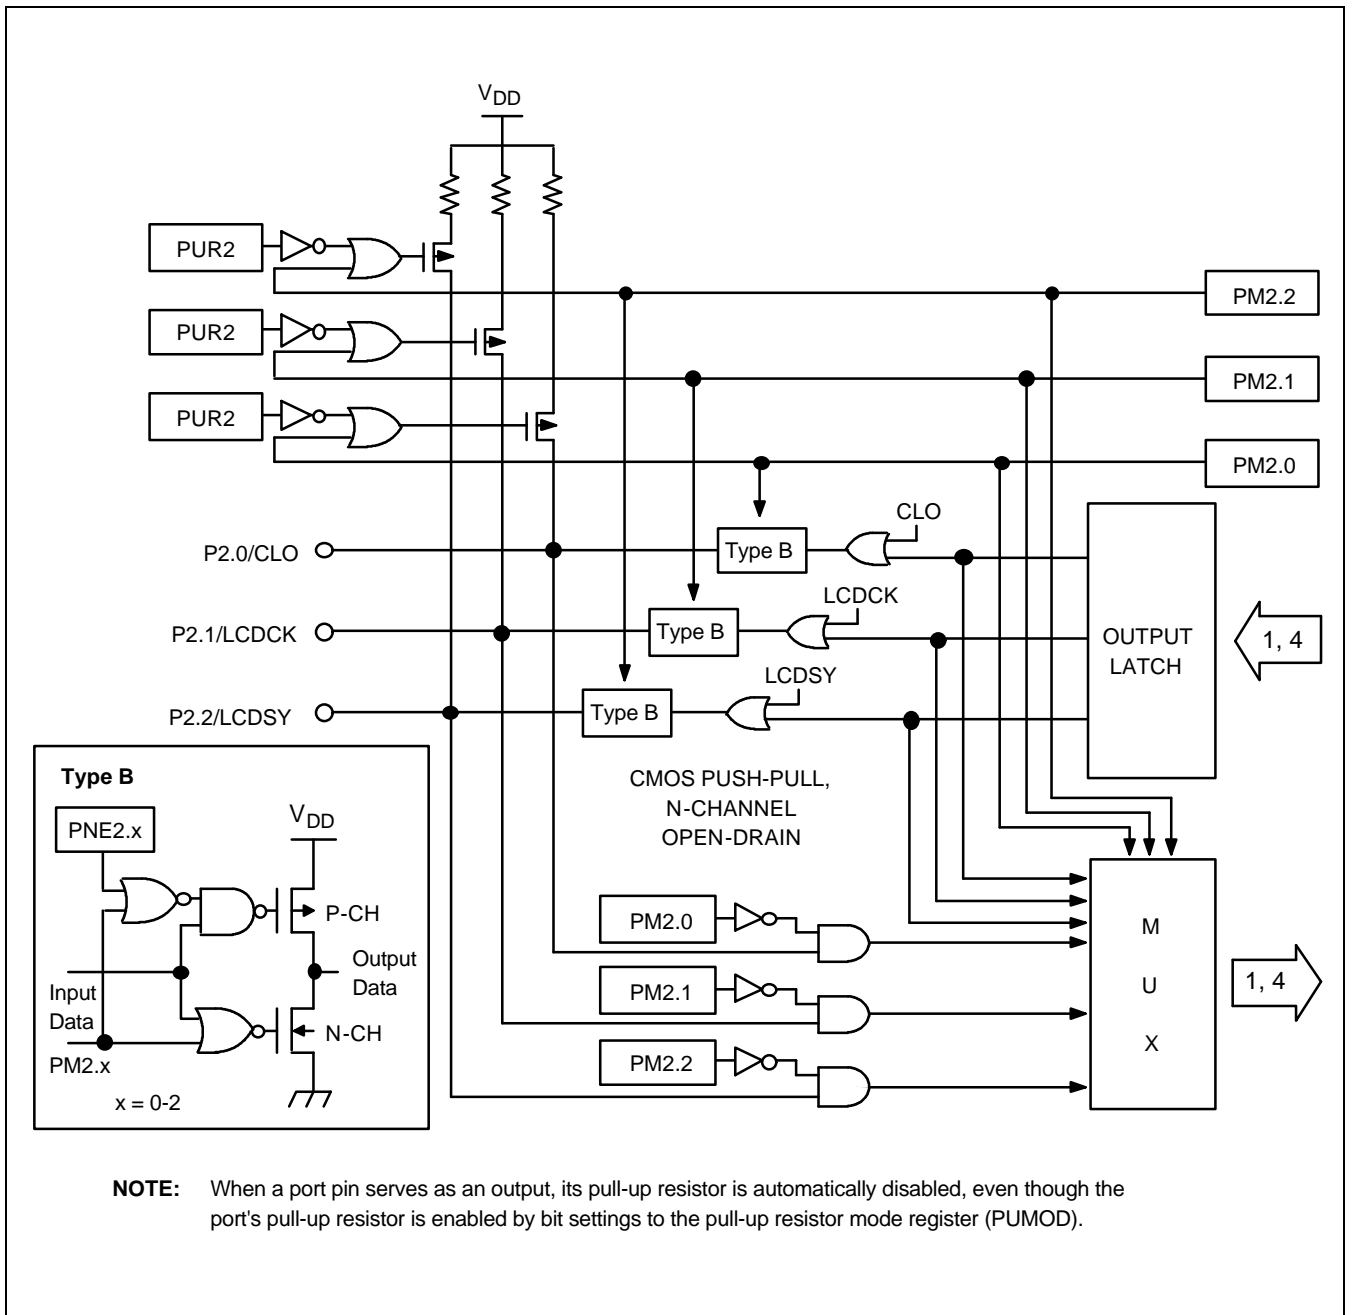 VDD
PUR2
PM2.2
PUR2
PM2.1
PUR2
PM2.0
CLO
P2.0/CLO
Type B
LCDCK
P2.1/LCDCK
Type B
OUTPUT
LATCH
1, 4
LCDSY
P2.2/LCDSY
Type B
CMOS PUSH-PULL,
N-CHANNEL
OPEN-DRAIN
Type B
PNE2.x
VDD
P-CH
Output
Data
Input
Data
N-CH
PM2.x
x = 0-2
PM2.0
PM2.1
PM2.2
M
U
X
1, 4
NOTE: When a port pin serves as an output, its pull-up resistor is automatically disabled, even though the
port's pull-up resistor is enabled by bit settings to the pull-up resistor mode register (PUMOD).